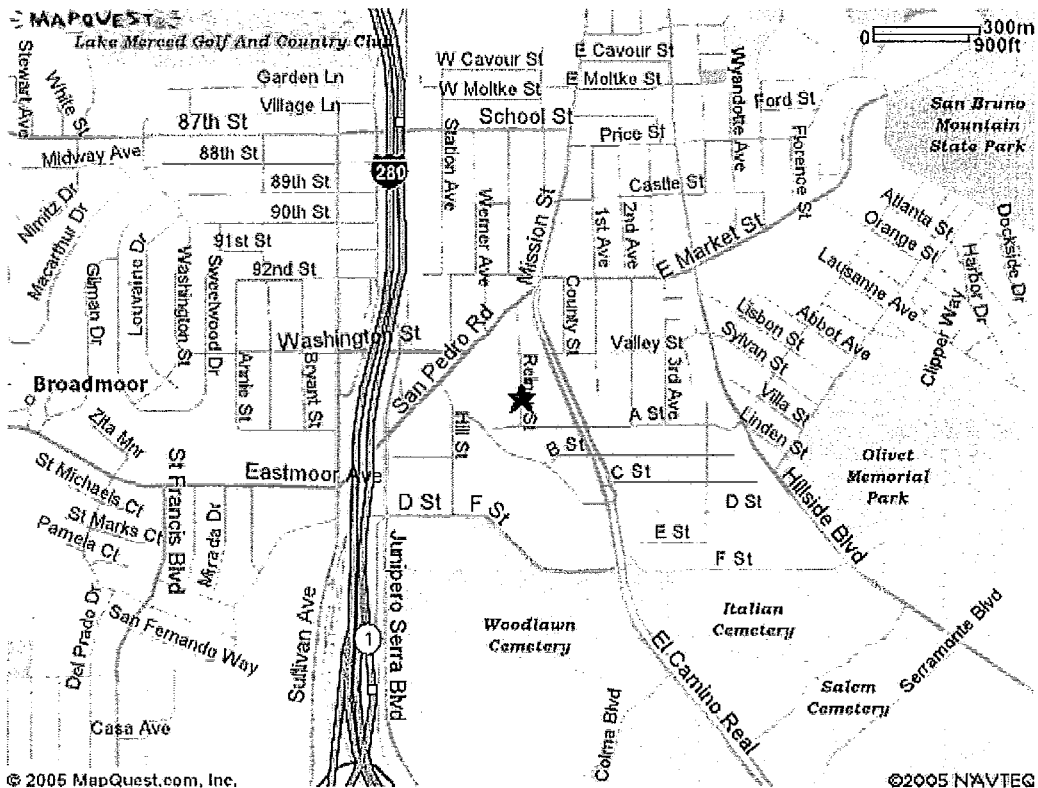 MAPQUEST
Lake Merced Golf And Country Club
300m
0
900ft
E Cavour St
W Cavour St
E Moltke St
W Moltke St
Garden Ln
Village Ln
Stewart Ave
White St
Wyandotte Ave
Ford St
San Bruno
Mountain
State Park
87th St
School St
Price St
Midway Ave
88th St
Station Ave
Florence St
280
89th St
Castle St
Nimitz Dr
Macarthur Dr
90th St
Werner Ave
Mission St
1st Ave
2nd Ave
E Market St
Atlanta St
Orange St
Dockside Dr
Harbor Dr
91st St
92nd St
Gilman Dr
Louvaine Dr
Washington St
Sweetwood Dr
County St
Lausanne Ave
Clipper Way
Washington St
San Pedro Rd
Valley St
3rd Ave
Lisbon St
Abbot Ave
Sylvan St
Broadmoor
Annie St
Bryant St
Reiner St
Villa St
Linden St
Zita Mnr
Hill St
A St
B St
C St
Olivet
Memorial
Park
St Michaels Ct
St Francis Blvd
Eastmoor Ave
D St
F St
D St
Hillside Blvd
St Marks Ct
Pamela Ct
Mirada Dr
E St
F St
Junipero Serra Blvd
Del Prado Dr
San Fernando Way
Sullivan Ave
1
Woodlawn
Cemetery
Italian
Cemetery
El Camino Real
Serramonte Blvd
Salem
Cemetery
Casa Ave
Colma Blvd
© 2005 MapQuest.com, Inc.
©2005 NAVTEQ